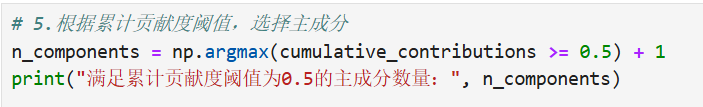 # 5.根据累计贡献度阈值，选择主成分
n_components = np.argmax(cumulative_contributions >= 0.5) + 1
print("满足累计贡献度阈值为0.5的主成分数量：", n_components)